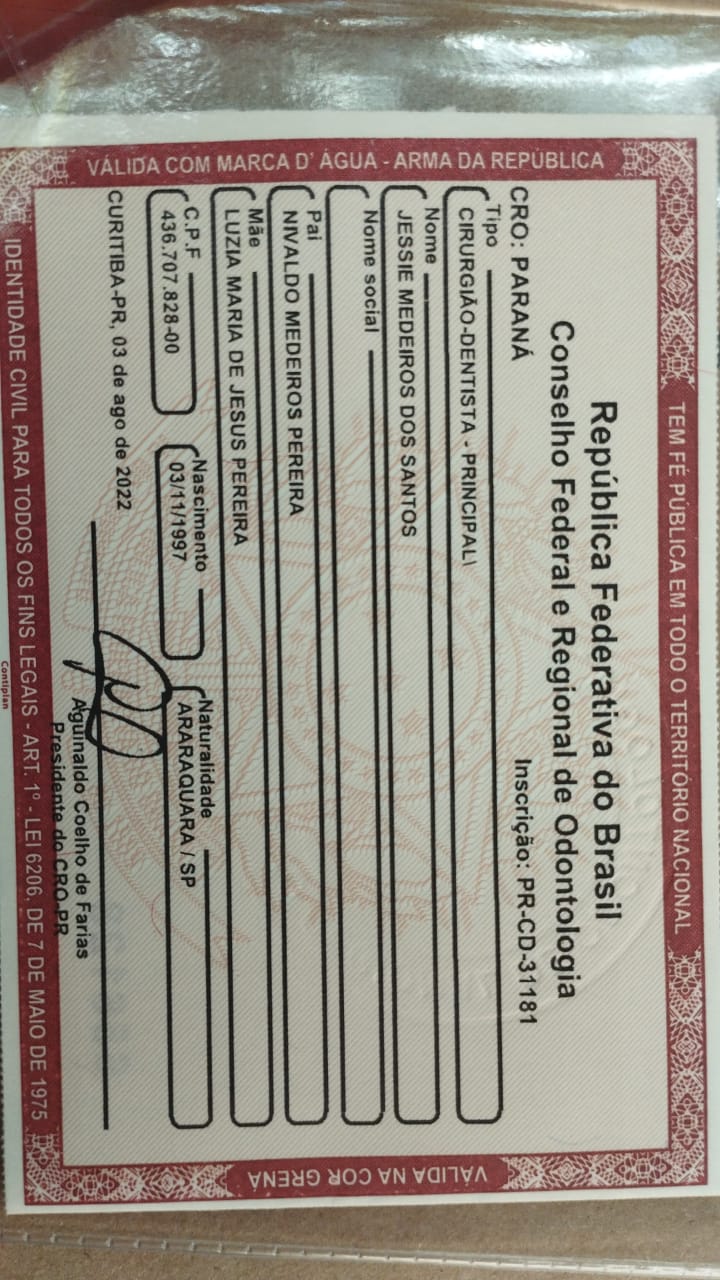 TEM FÉ PÚBLICA EM TODO O TERRITÓRIO NACIONAL
VÁLIDA COM MARCA D' ÁGUA - ARMA DA REPÚBLICA
República Federativa do Brasil
Conselho Federal e Regional de Odontologia
CRO: PARANÁ Inscrição: PR-CD-31181
Tipo
CIRURGIÃO-DENTISTA - PRINCIPAL\
Nome
JESSIE MEDEIROS DOS SANTOS
Nome social
Pai
NIVALDO MEDEIROS PEREIRA
Mãe
LUZIA MARIA DE JESUS PEREIRA
C.P.F Nascimento Naturalidade
436.707.828-00 03/11/1997 ARARAQUARA / SP
CURITIBA-PR, 03 de ago de 2022
Aguinaldo Coelho de Farias
Presidente do CRO-PR
VÁLIDA NA COR GRENÁ
IDENTIDADE CIVIL PARA TODOS OS FINS LEGAIS - ART. 1º - LEI 6206, DE 7 DE MAIO DE 1975
Contiplan